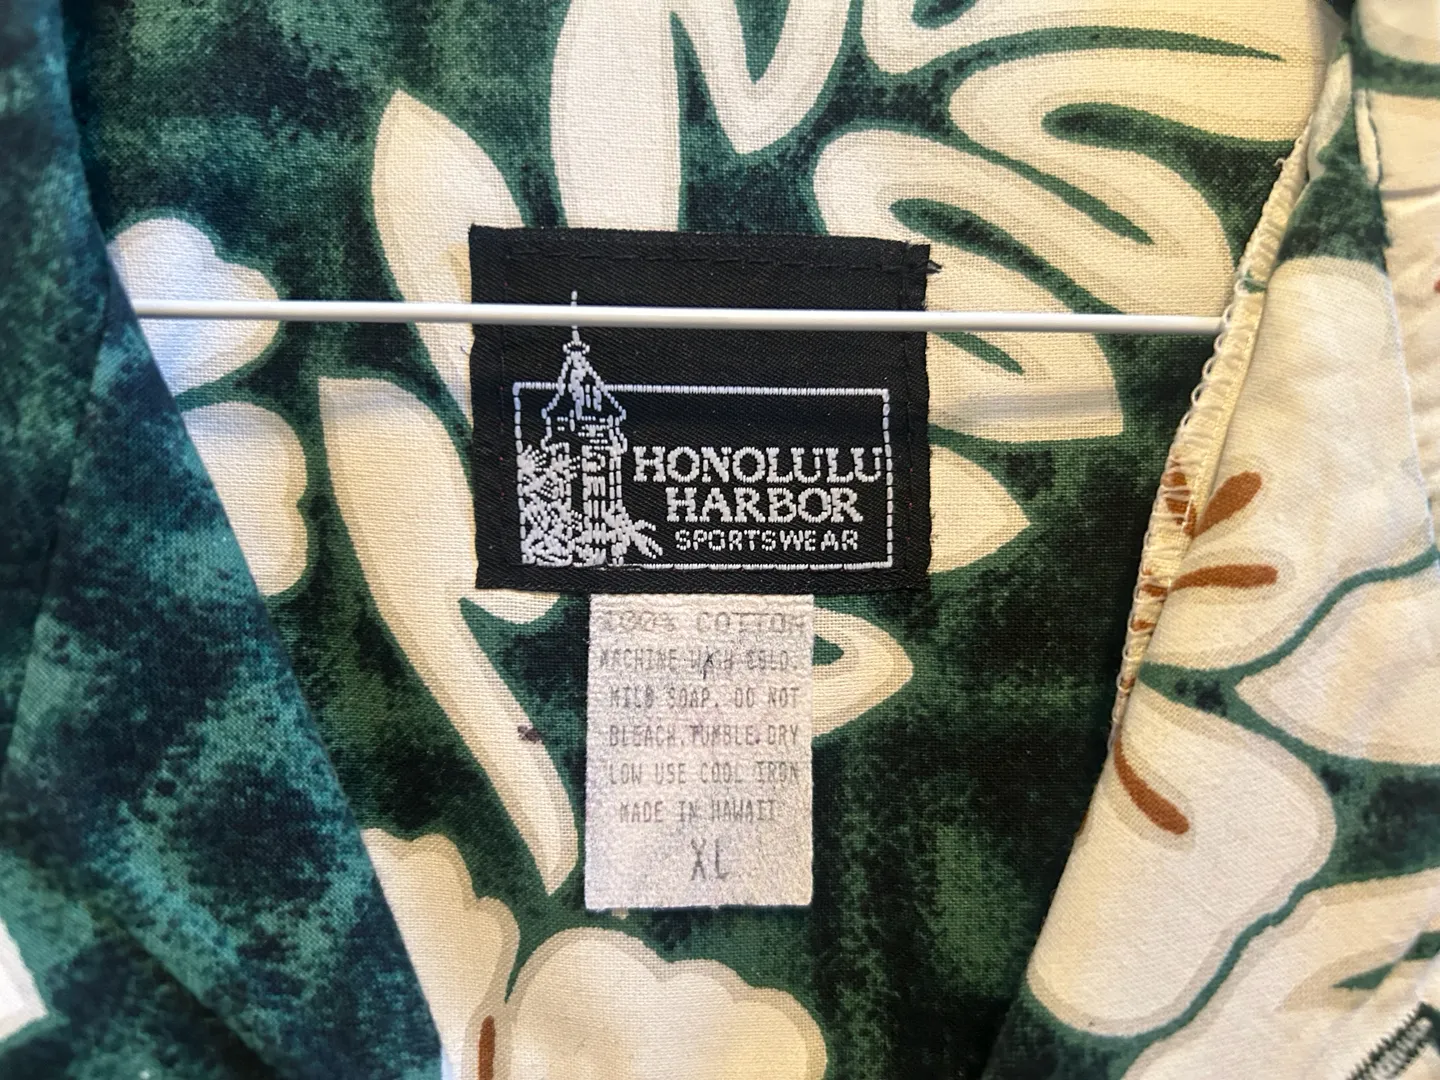 HONOLULU
HARBOR
SPORTSWEAR
100% COTTON
MACHINE WASH COLD.
MILD SOAP. DO NOT
BLEACH. TUMBLE. DRY
LOW USE COOL IRON
MADE IN HAWAII
XL